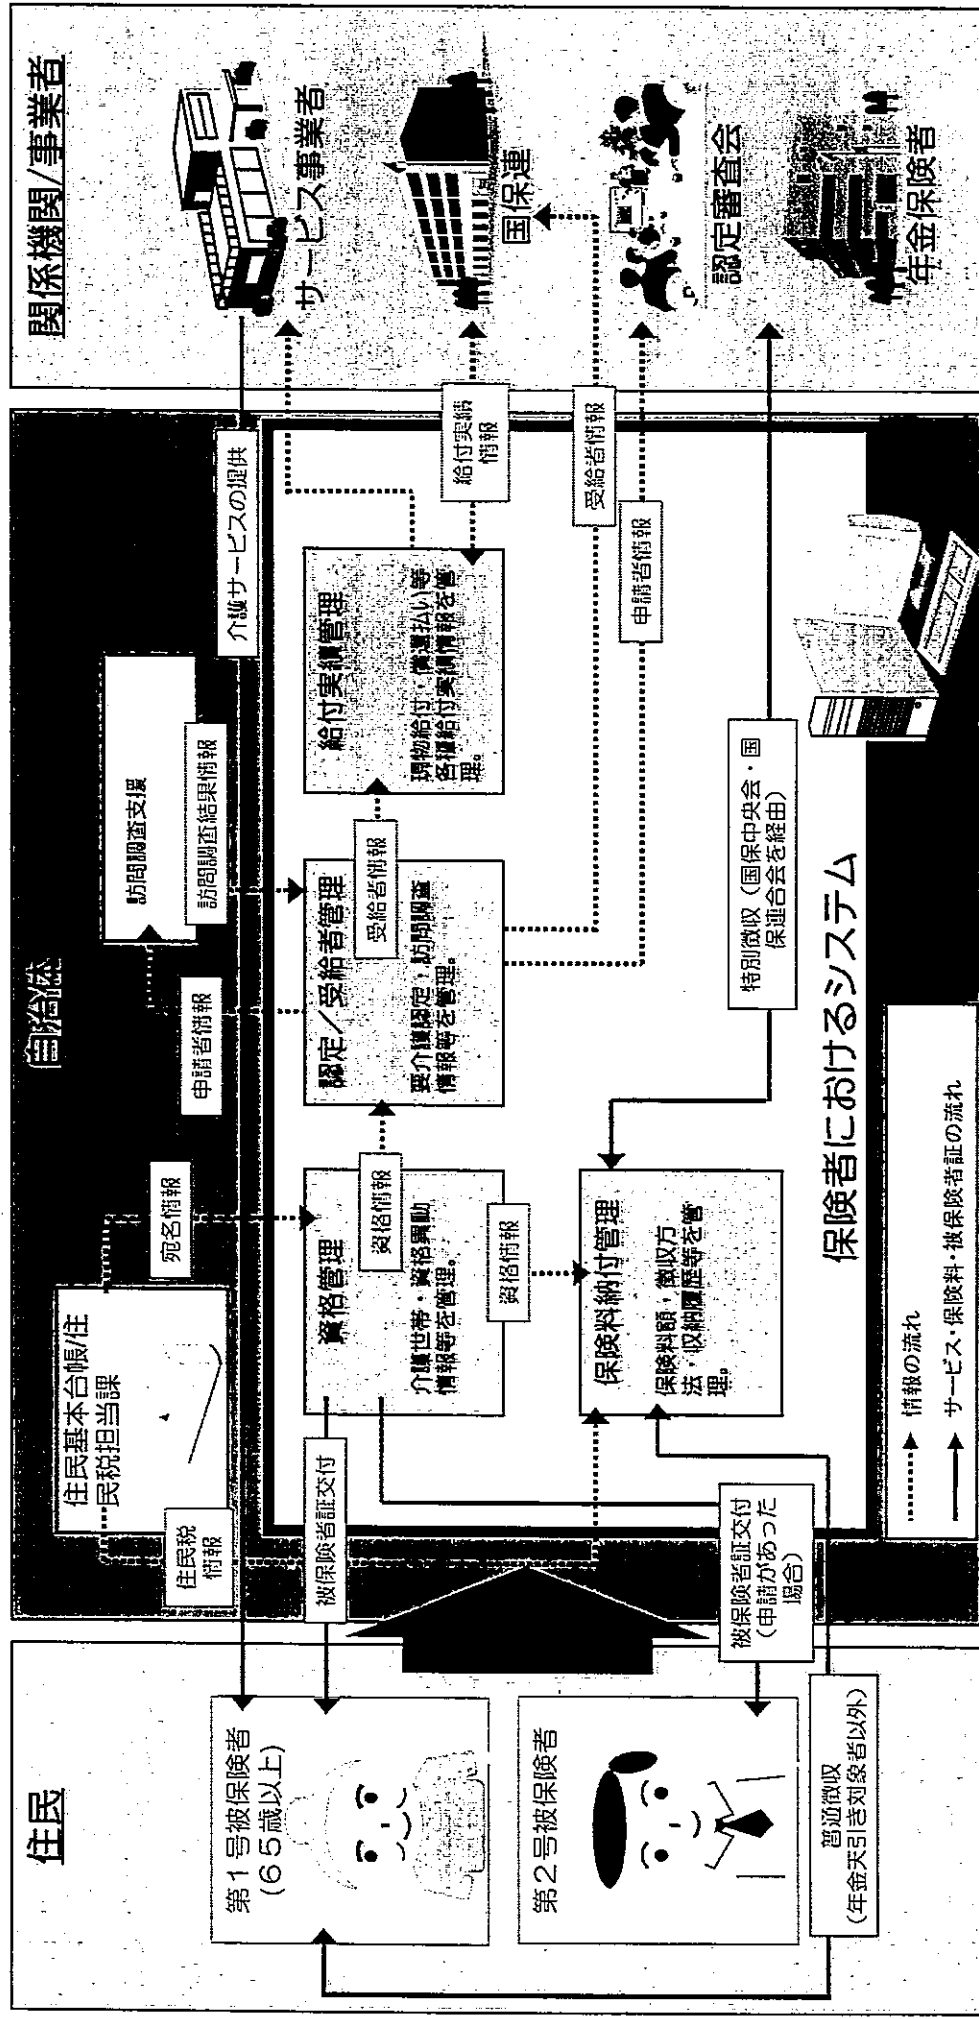 住民
第1号被保険者
(65歳以上)
第2号被保険者
普通徴収
(年金天引き対象者以外)
自治体
住民基本台帳/住
民税担当課
住民税
情報
宛名情報
申請者情報
訪問調査支援
訪問調査結果情報
介護サービスの提供
被保険者証交付
被保険者証交付
(申請があった
場合)
資格管理
介護世帯・資格異動
情報等を管理。
資格情報
資格情報
認定/受給者管理
要介護認定・訪問調査
情報等を管理。
受給者情報
給付実績管理
現物給付・償還払い等
各種給付実績情報を管
理。
給付実績
情報
受給者情報
申請者情報
保険料納付管理
保険料額・徴収方
法・収納履歴等を管
理。
特別徴収(国保中央会・国
保連合会を経由)
保険者におけるシステム
情報の流れ
サービス・保険料・被保険者証の流れ
関係機関/事業者
サービス事業者
国保連
認定審査会
年金保険者